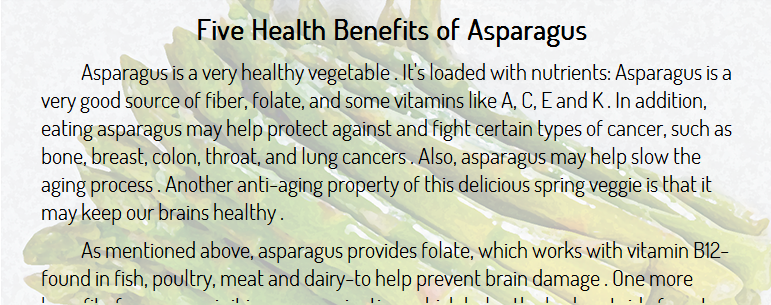 Five Health Benefits of Asparagus
Asparagus is a very healthy vegetable . It's loaded with nutrients: Asparagus is a
very good source of fiber, folate, and some vitamins like A, C, E and K . In addition,
eating asparagus may help protect against and fight certain types of cancer, such as
bone, breast, colon, throat, and lung cancers . Also, asparagus may help slow the
aging process . Another anti-aging property of this delicious spring veggie is that it
may keep our brains healthy .
As mentioned above, asparagus provides folate, which works with vitamin B12-
found in fish, poultry, meat and dairy-to help prevent brain damage . One more